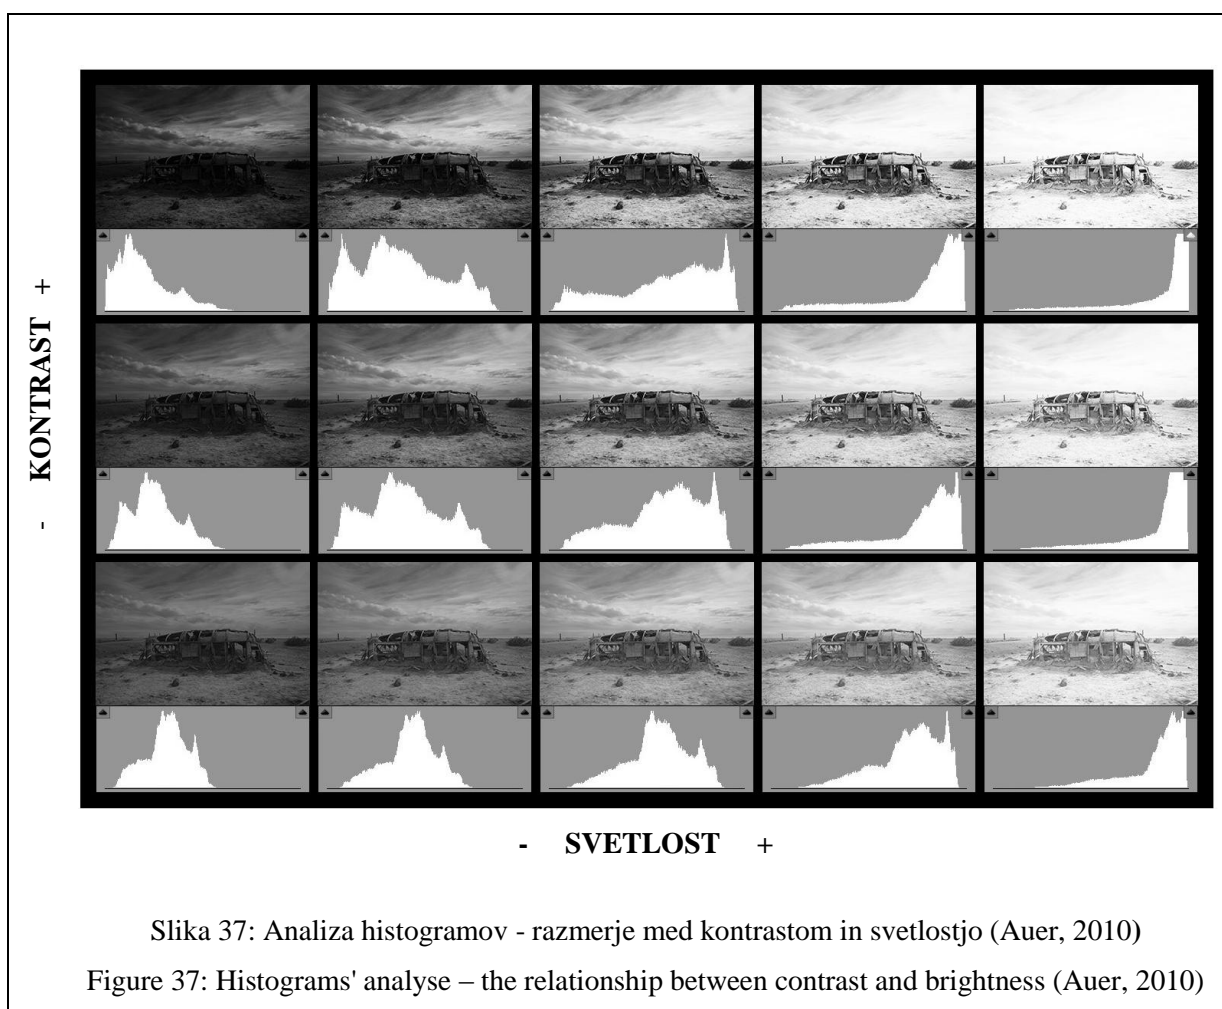 - KONTRAST +
- SVETLOST +
Slika 37: Analiza histogramov - razmerje med kontrastom in svetlostjo (Auer, 2010)
Figure 37: Histograms' analyse – the relationship between contrast and brightness (Auer, 2010)